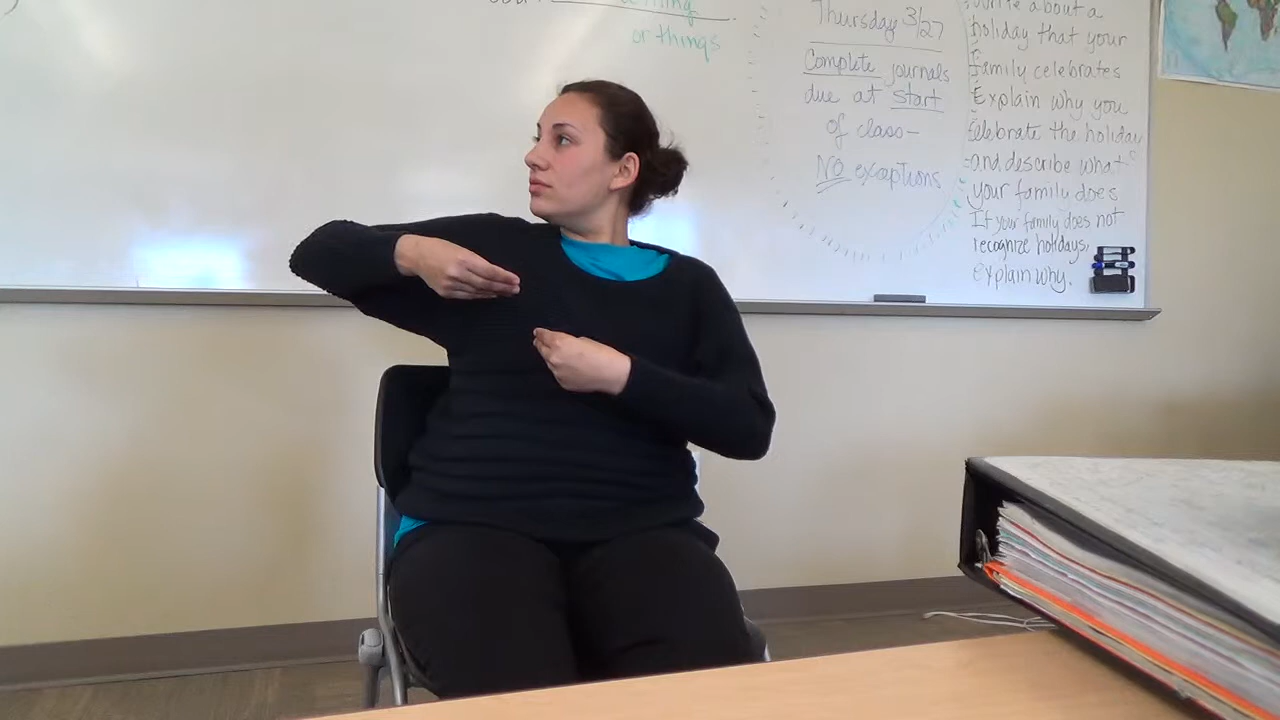 or things
Thursday 3/27
Complete journals
due at start
of class-
NO exceptions
Write about a
holiday that your
family celebrates
Explain why you
celebrate the holiday
and describe what
your family does
If your family does not
recognize holidays,
explain why.